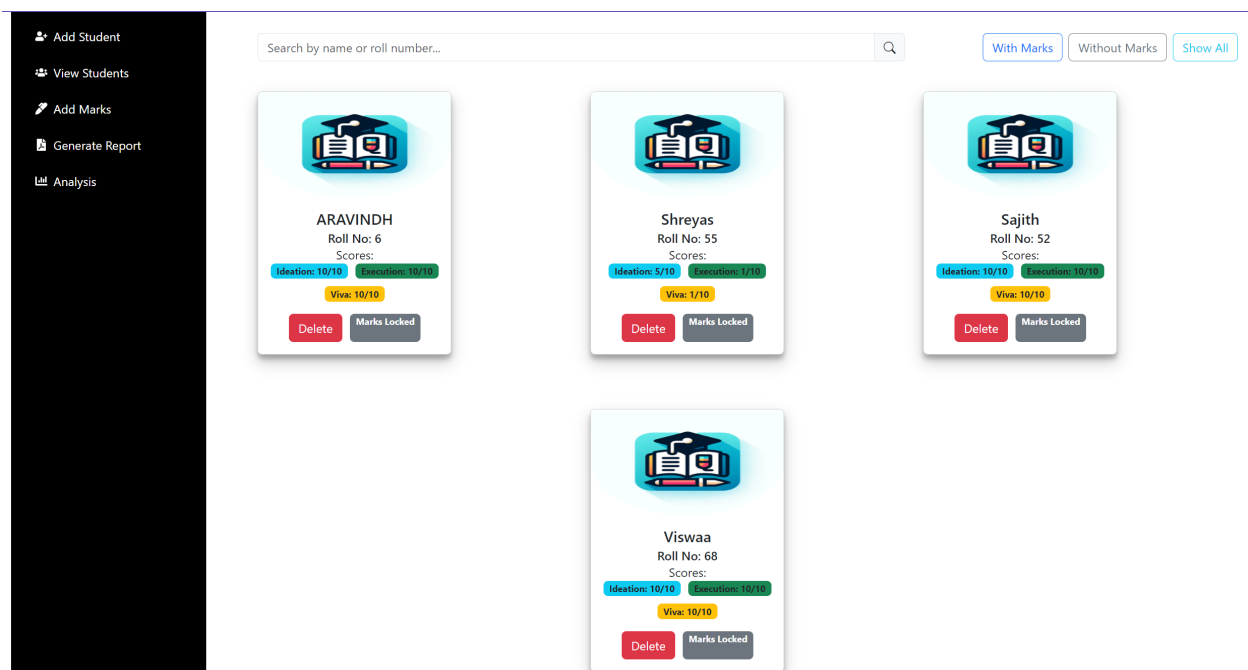 Add Student
View Students
Add Marks
Generate Report
Analysis
Search by name or roll number...
With Marks
Without Marks
Show All
ARAVINDH
Roll No: 6
Scores:
Ideation: 10/10 Execution: 10/10
Viva: 10/10
Delete Marks Locked
Shreyas
Roll No: 55
Scores:
Ideation: 5/10 Execution: 1/10
Viva: 1/10
Delete Marks Locked
Sajith
Roll No: 52
Scores:
Ideation: 10/10 Execution: 10/10
Viva: 10/10
Delete Marks Locked
Viswaa
Roll No: 68
Scores:
Ideation: 10/10 Execution: 10/10
Viva: 10/10
Delete Marks Locked